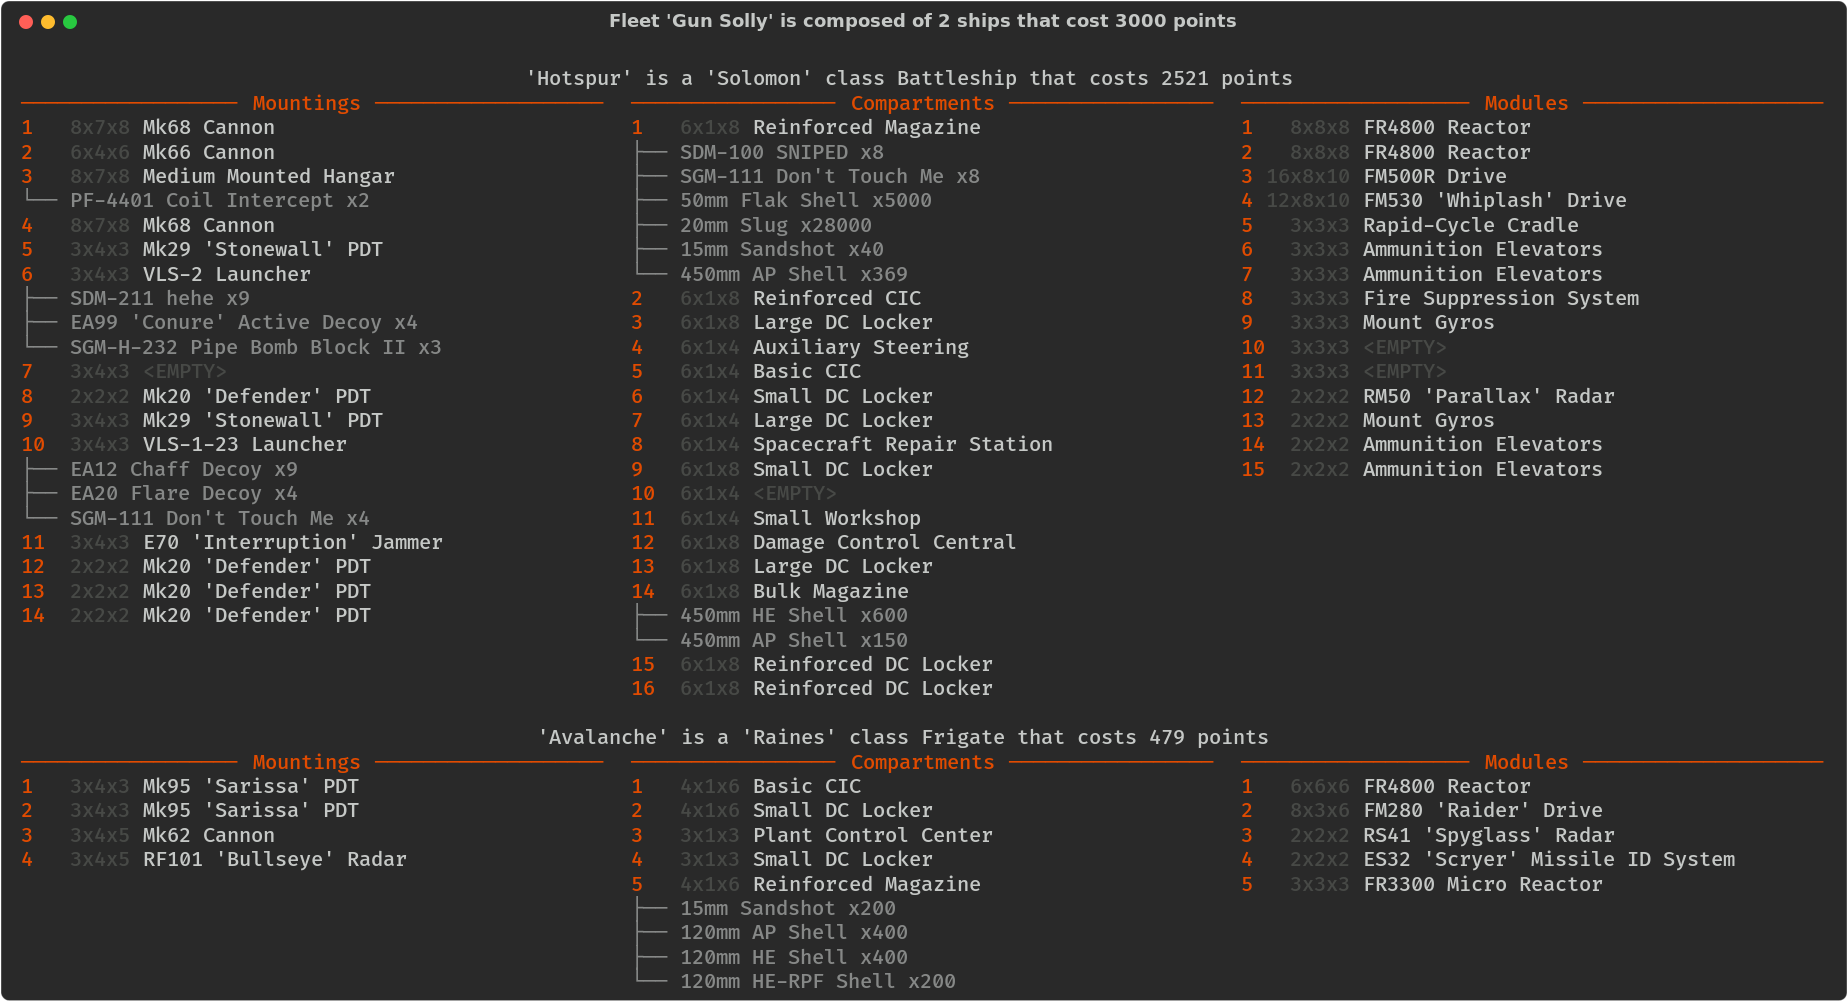 Fleet 'Gun Solly' is composed of 2 ships that cost 3000 points
'Hotspur' is a 'Solomon' class Battleship that costs 2521 points
Mountings
1 8x7x8 Mk68 Cannon
2 6x4x6 Mk66 Cannon
3 8x7x8 Medium Mounted Hangar
PF-4401 Coil Intercept x2
4 8x7x8 Mk68 Cannon
5 3x4x3 Mk29 'Stonewall' PDT
6 3x4x3 VLS-2 Launcher
SDM-211 hehe x9
EA99 'Conure' Active Decoy x4
SGM-H-232 Pipe Bomb Block II x3
7 3x4x3 <EMPTY>
8 2x2x2 Mk20 'Defender' PDT
9 3x4x3 Mk29 'Stonewall' PDT
10 3x4x3 VLS-1-23 Launcher
EA12 Chaff Decoy x9
EA20 Flare Decoy x4
SGM-111 Don't Touch Me x4
11 3x4x3 E70 'Interruption' Jammer
12 2x2x2 Mk20 'Defender' PDT
13 2x2x2 Mk20 'Defender' PDT
14 2x2x2 Mk20 'Defender' PDT
Compartments
1 6x1x8 Reinforced Magazine
SDM-100 SNIPED x8
SGM-111 Don't Touch Me x8
50mm Flak Shell x5000
20mm Slug x28000
15mm Sandshot x40
450mm AP Shell x369
2 6x1x8 Reinforced CIC
3 6x1x8 Large DC Locker
4 6x1x4 Auxiliary Steering
5 6x1x4 Basic CIC
6 6x1x4 Small DC Locker
7 6x1x4 Large DC Locker
8 6x1x4 Spacecraft Repair Station
9 6x1x8 Small DC Locker
10 6x1x4 <EMPTY>
11 6x1x4 Small Workshop
12 6x1x8 Damage Control Central
13 6x1x8 Large DC Locker
14 6x1x8 Bulk Magazine
450mm HE Shell x600
450mm AP Shell x150
15 6x1x8 Reinforced DC Locker
16 6x1x8 Reinforced DC Locker
Modules
1 8x8x8 FR4800 Reactor
2 8x8x8 FR4800 Reactor
3 16x8x10 FM500R Drive
4 12x8x10 FM530 'Whiplash' Drive
5 3x3x3 Rapid-Cycle Cradle
6 3x3x3 Ammunition Elevators
7 3x3x3 Ammunition Elevators
8 3x3x3 Fire Suppression System
9 3x3x3 Mount Gyros
10 3x3x3 <EMPTY>
11 3x3x3 <EMPTY>
12 2x2x2 RM50 'Parallax' Radar
13 2x2x2 Mount Gyros
14 2x2x2 Ammunition Elevators
15 2x2x2 Ammunition Elevators
'Avalanche' is a 'Raines' class Frigate that costs 479 points
Mountings
1 3x4x3 Mk95 'Sarissa' PDT
2 3x4x3 Mk95 'Sarissa' PDT
3 3x4x5 Mk62 Cannon
4 3x4x5 RF101 'Bullseye' Radar
Compartments
1 4x1x6 Basic CIC
2 4x1x6 Small DC Locker
3 3x1x3 Plant Control Center
4 3x1x3 Small DC Locker
5 4x1x6 Reinforced Magazine
15mm Sandshot x200
120mm AP Shell x400
120mm HE Shell x400
120mm HE-RPF Shell x200
Modules
1 6x6x6 FR4800 Reactor
2 8x3x6 FM280 'Raider' Drive
3 2x2x2 RS41 'Spyglass' Radar
4 2x2x2 ES32 'Scryer' Missile ID System
5 3x3x3 FR3300 Micro Reactor